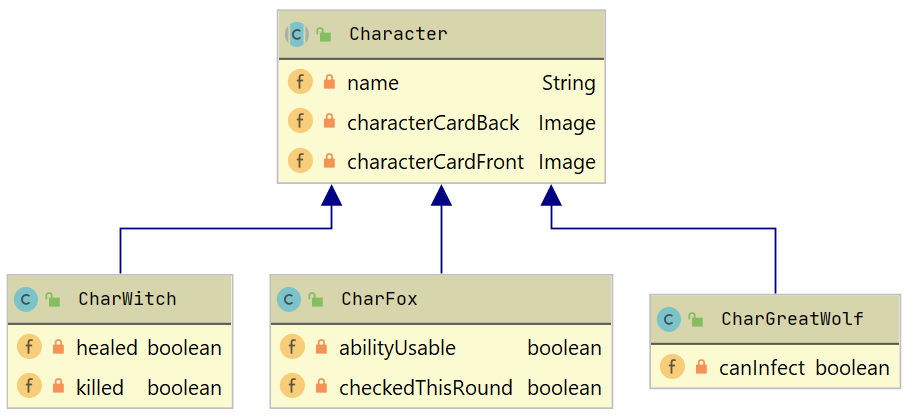 C Character
f name String
f characterCardBack Image
f characterCardFront Image
C CharWitch
f healed boolean
f killed boolean
C CharFox
f abilityUsable boolean
f checkedThisRound boolean
C CharGreatWolf
f canInfect boolean